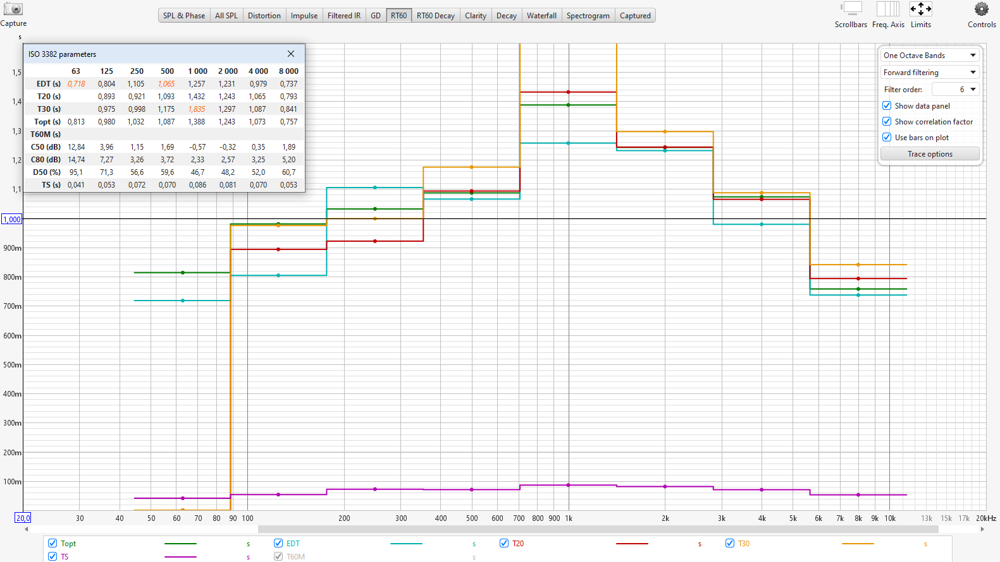 Capture
SPL & Phase All SPL Distortion Impulse Filtered IR GD RT60 RT60 Decay Clarity Decay Waterfall Spectrogram Captured
Scrollbars Freq. Axis Limits Controls
s
ISO 3382 parameters
63 125 250 500 1 000 2 000 4 000 8 000
EDT (s) 0,718 0,804 1,105 1,065 1,257 1,231 0,979 0,737
T20 (s) 0,893 0,921 1,093 1,432 1,243 1,065 0,793
T30 (s) 0,975 0,998 1,175 1,835 1,297 1,087 0,841
Topt (s) 0,813 0,980 1,032 1,087 1,388 1,243 1,073 0,757
T60M (s)
C50 (dB) 12,84 3,96 1,15 1,69 -0,57 -0,32 0,35 1,89
C80 (dB) 14,74 7,27 3,26 3,72 2,33 2,57 3,25 5,20
D50 (%) 95,1 71,3 56,6 59,6 46,7 48,2 52,0 60,7
TS (s) 0,041 0,053 0,072 0,070 0,086 0,081 0,070 0,053
One Octave Bands
Forward filtering
Filter order: 6
Show data panel
Show correlation factor
Use bars on plot
Trace options
1,5
1,4
1,3
1,2
1,1
1,000
900m
800m
700m
600m
500m
400m
300m
200m
100m
20,0 30 40 50 60 70 80 90 100 200 300 400 500 600 700 800 900 1k 2k 3k 4k 5k 6k 7k 8k 9k 10k 13k 15k 17k 20kHz
Topt s EDT s T20 s T30 s
TS s T60M s